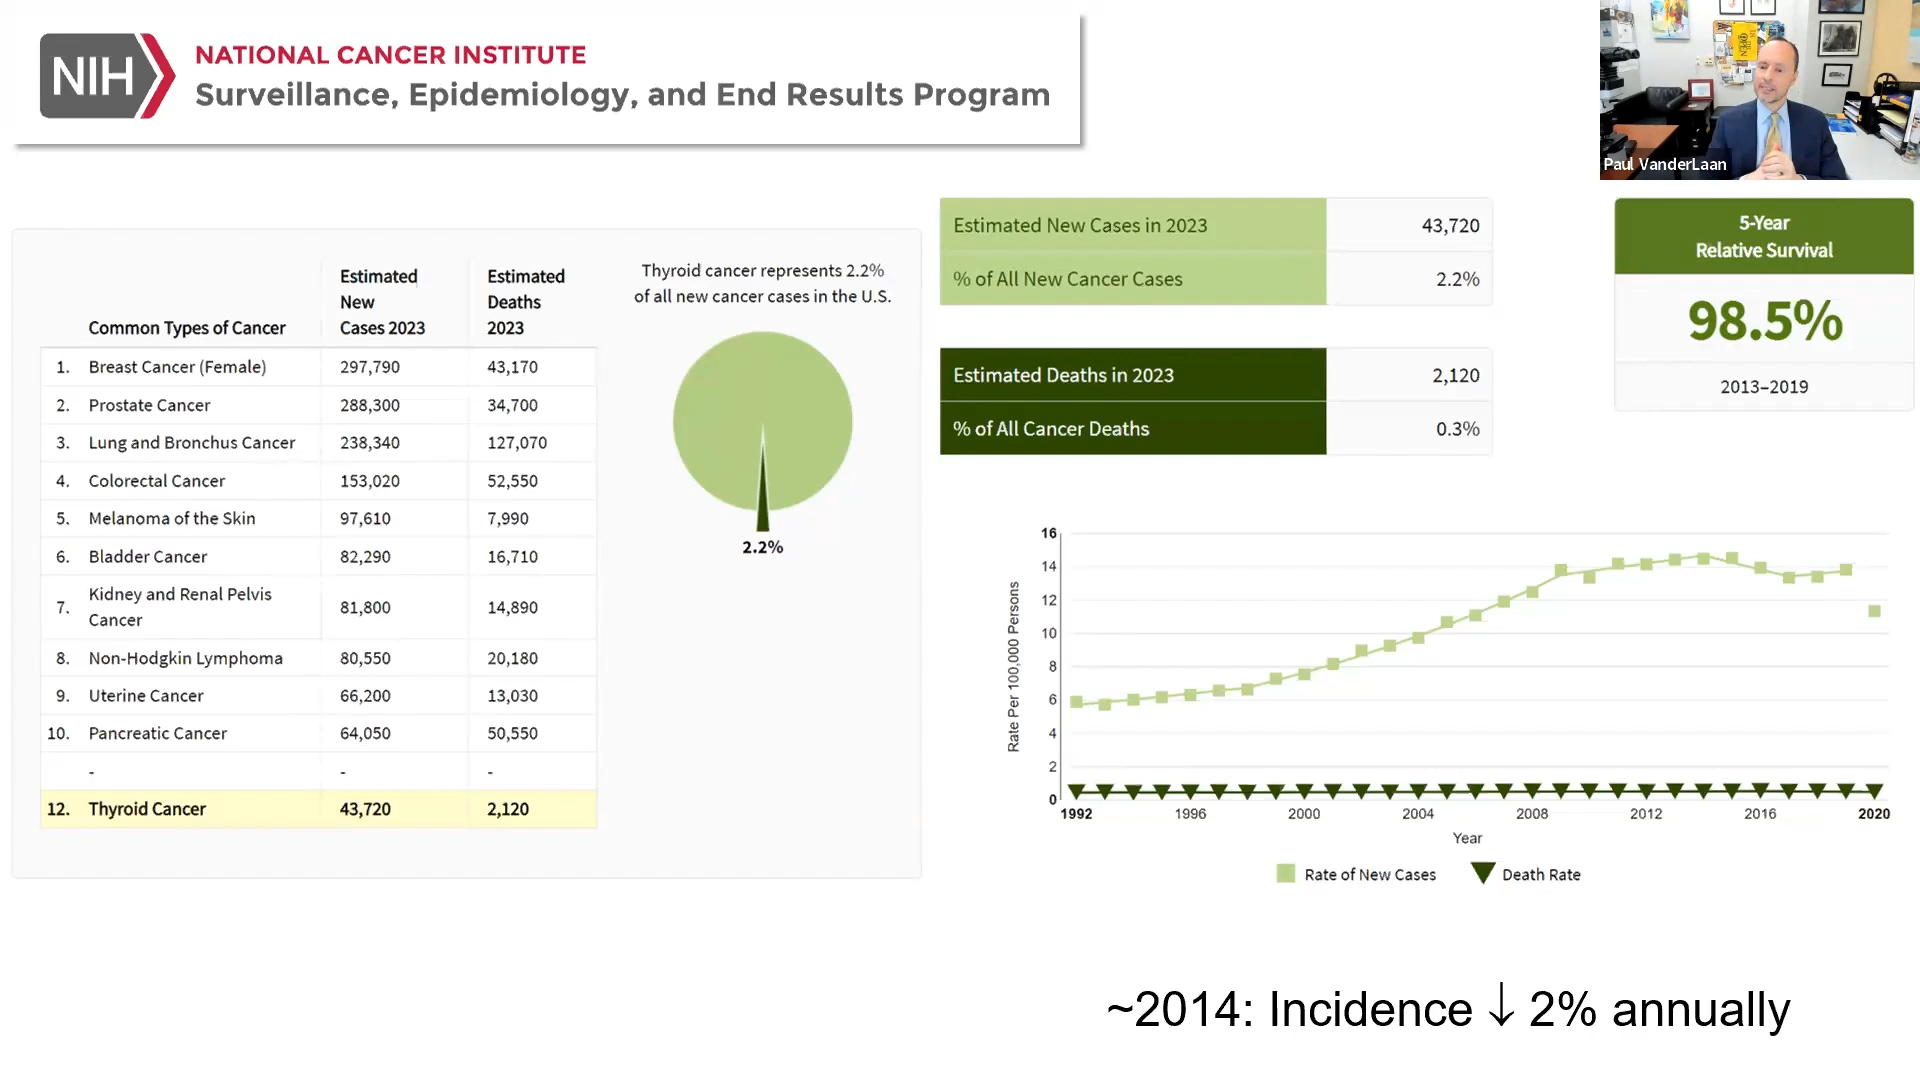 NIH
NATIONAL CANCER INSTITUTE
Surveillance, Epidemiology, and End Results Program
Paul VanderLaan
Common Types of Cancer
Estimated
New
Cases 2023
Estimated
Deaths
2023
1. Breast Cancer (Female) 297,790 43,170
2. Prostate Cancer 288,300 34,700
3. Lung and Bronchus Cancer 238,340 127,070
4. Colorectal Cancer 153,020 52,550
5. Melanoma of the Skin 97,610 7,990
6. Bladder Cancer 82,290 16,710
7. Kidney and Renal Pelvis
Cancer 81,800 14,890
8. Non-Hodgkin Lymphoma 80,550 20,180
9. Uterine Cancer 66,200 13,030
10. Pancreatic Cancer 64,050 50,550
- - -
12. Thyroid Cancer 43,720 2,120
Thyroid cancer represents 2.2%
of all new cancer cases in the U.S.
2.2%
Estimated New Cases in 2023 43,720
% of All New Cancer Cases 2.2%
Estimated Deaths in 2023 2,120
% of All Cancer Deaths 0.3%
5-Year
Relative Survival
98.5%
2013–2019
Rate Per 100,000 Persons
16
14
12
10
8
6
4
2
0
1992 1996 2000 2004 2008 2012 2016 2020
Year
Rate of New Cases Death Rate
~2014: Incidence ↓ 2% annually